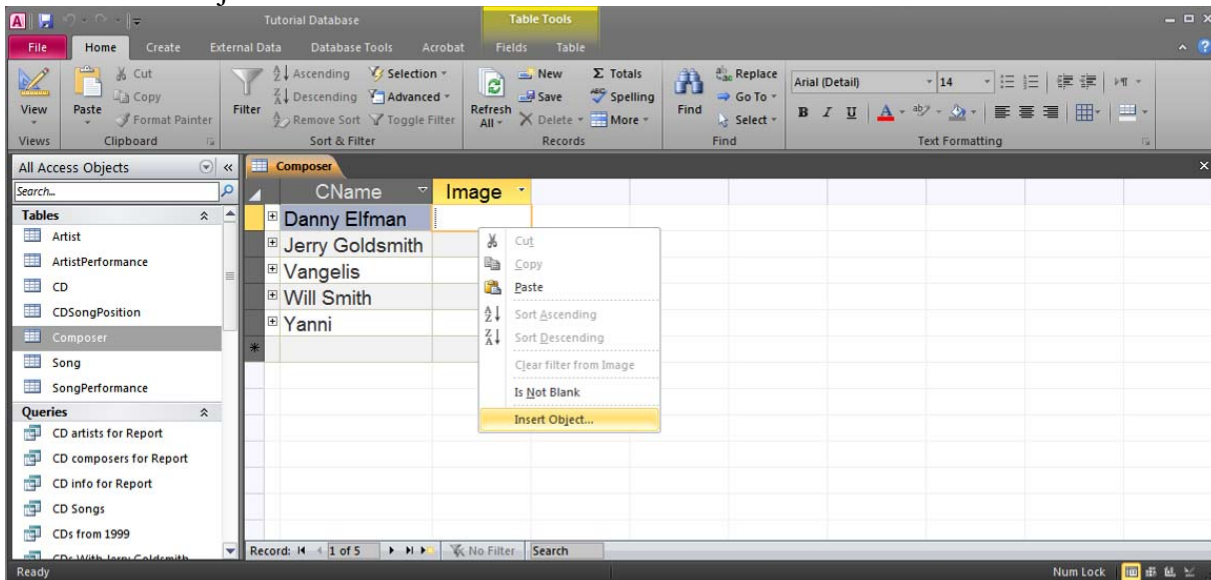 Tutorial Database
Table Tools
File Home Create External Data Database Tools Acrobat Fields Table
View
Views
Paste
Cut
Copy
Format Painter
Clipboard
Filter
Ascending
Descending
Remove Sort
Selection
Advanced
Toggle Filter
Sort & Filter
Refresh All
New
Save
Delete
Totals
Spelling
More
Records
Find
Replace
Go To
Select
Find
Arial (Detail) 14
B I U A
Text Formatting
All Access Objects
Search...
Tables
Artist
ArtistPerformance
CD
CDSongPosition
Composer
Song
SongPerformance
Queries
CD artists for Report
CD composers for Report
CD info for Report
CD Songs
CDs from 1999
CDs With Jerry Goldsmith
Composer
CName Image
Danny Elfman
Jerry Goldsmith
Vangelis
Will Smith
Yanni
Cut
Copy
Paste
Sort Ascending
Sort Descending
Clear filter from Image
Is Not Blank
Insert Object...
Record: 1 of 5 No Filter Search
Ready
Num Lock